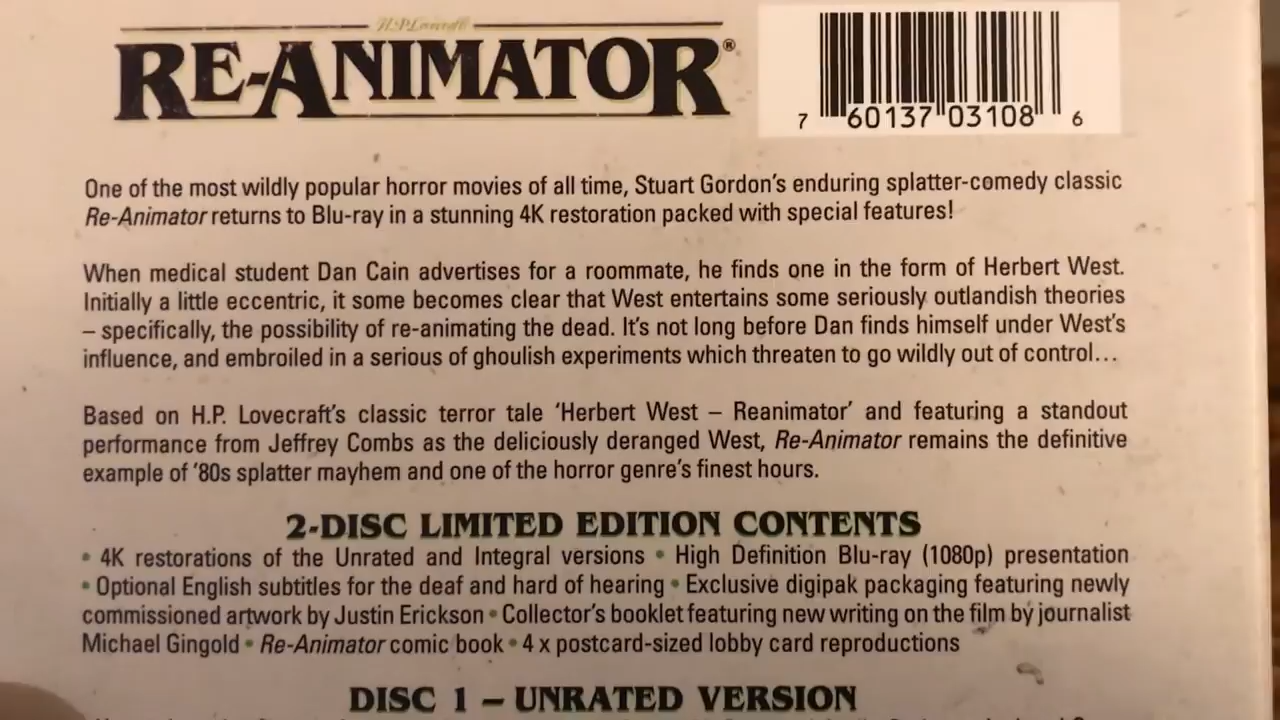 H.P. Lovecraft's
RE-ANIMATOR®
7 60137 03108 6
One of the most wildly popular horror movies of all time, Stuart Gordon's enduring splatter-comedy classic
Re-Animator returns to Blu-ray in a stunning 4K restoration packed with special features!
When medical student Dan Cain advertises for a roommate, he finds one in the form of Herbert West.
Initially a little eccentric, it some becomes clear that West entertains some seriously outlandish theories
– specifically, the possibility of re-animating the dead. It's not long before Dan finds himself under West's
influence, and embroiled in a serious of ghoulish experiments which threaten to go wildly out of control...
Based on H.P. Lovecraft's classic terror tale 'Herbert West – Reanimator' and featuring a standout
performance from Jeffrey Combs as the deliciously deranged West, Re-Animator remains the definitive
example of '80s splatter mayhem and one of the horror genre's finest hours.
2-DISC LIMITED EDITION CONTENTS
• 4K restorations of the Unrated and Integral versions • High Definition Blu-ray (1080p) presentation
• Optional English subtitles for the deaf and hard of hearing • Exclusive digipak packaging featuring newly
commissioned artwork by Justin Erickson • Collector's booklet featuring new writing on the film by journalist
Michael Gingold • Re-Animator comic book • 4 x postcard-sized lobby card reproductions
DISC 1 – UNRATED VERSION